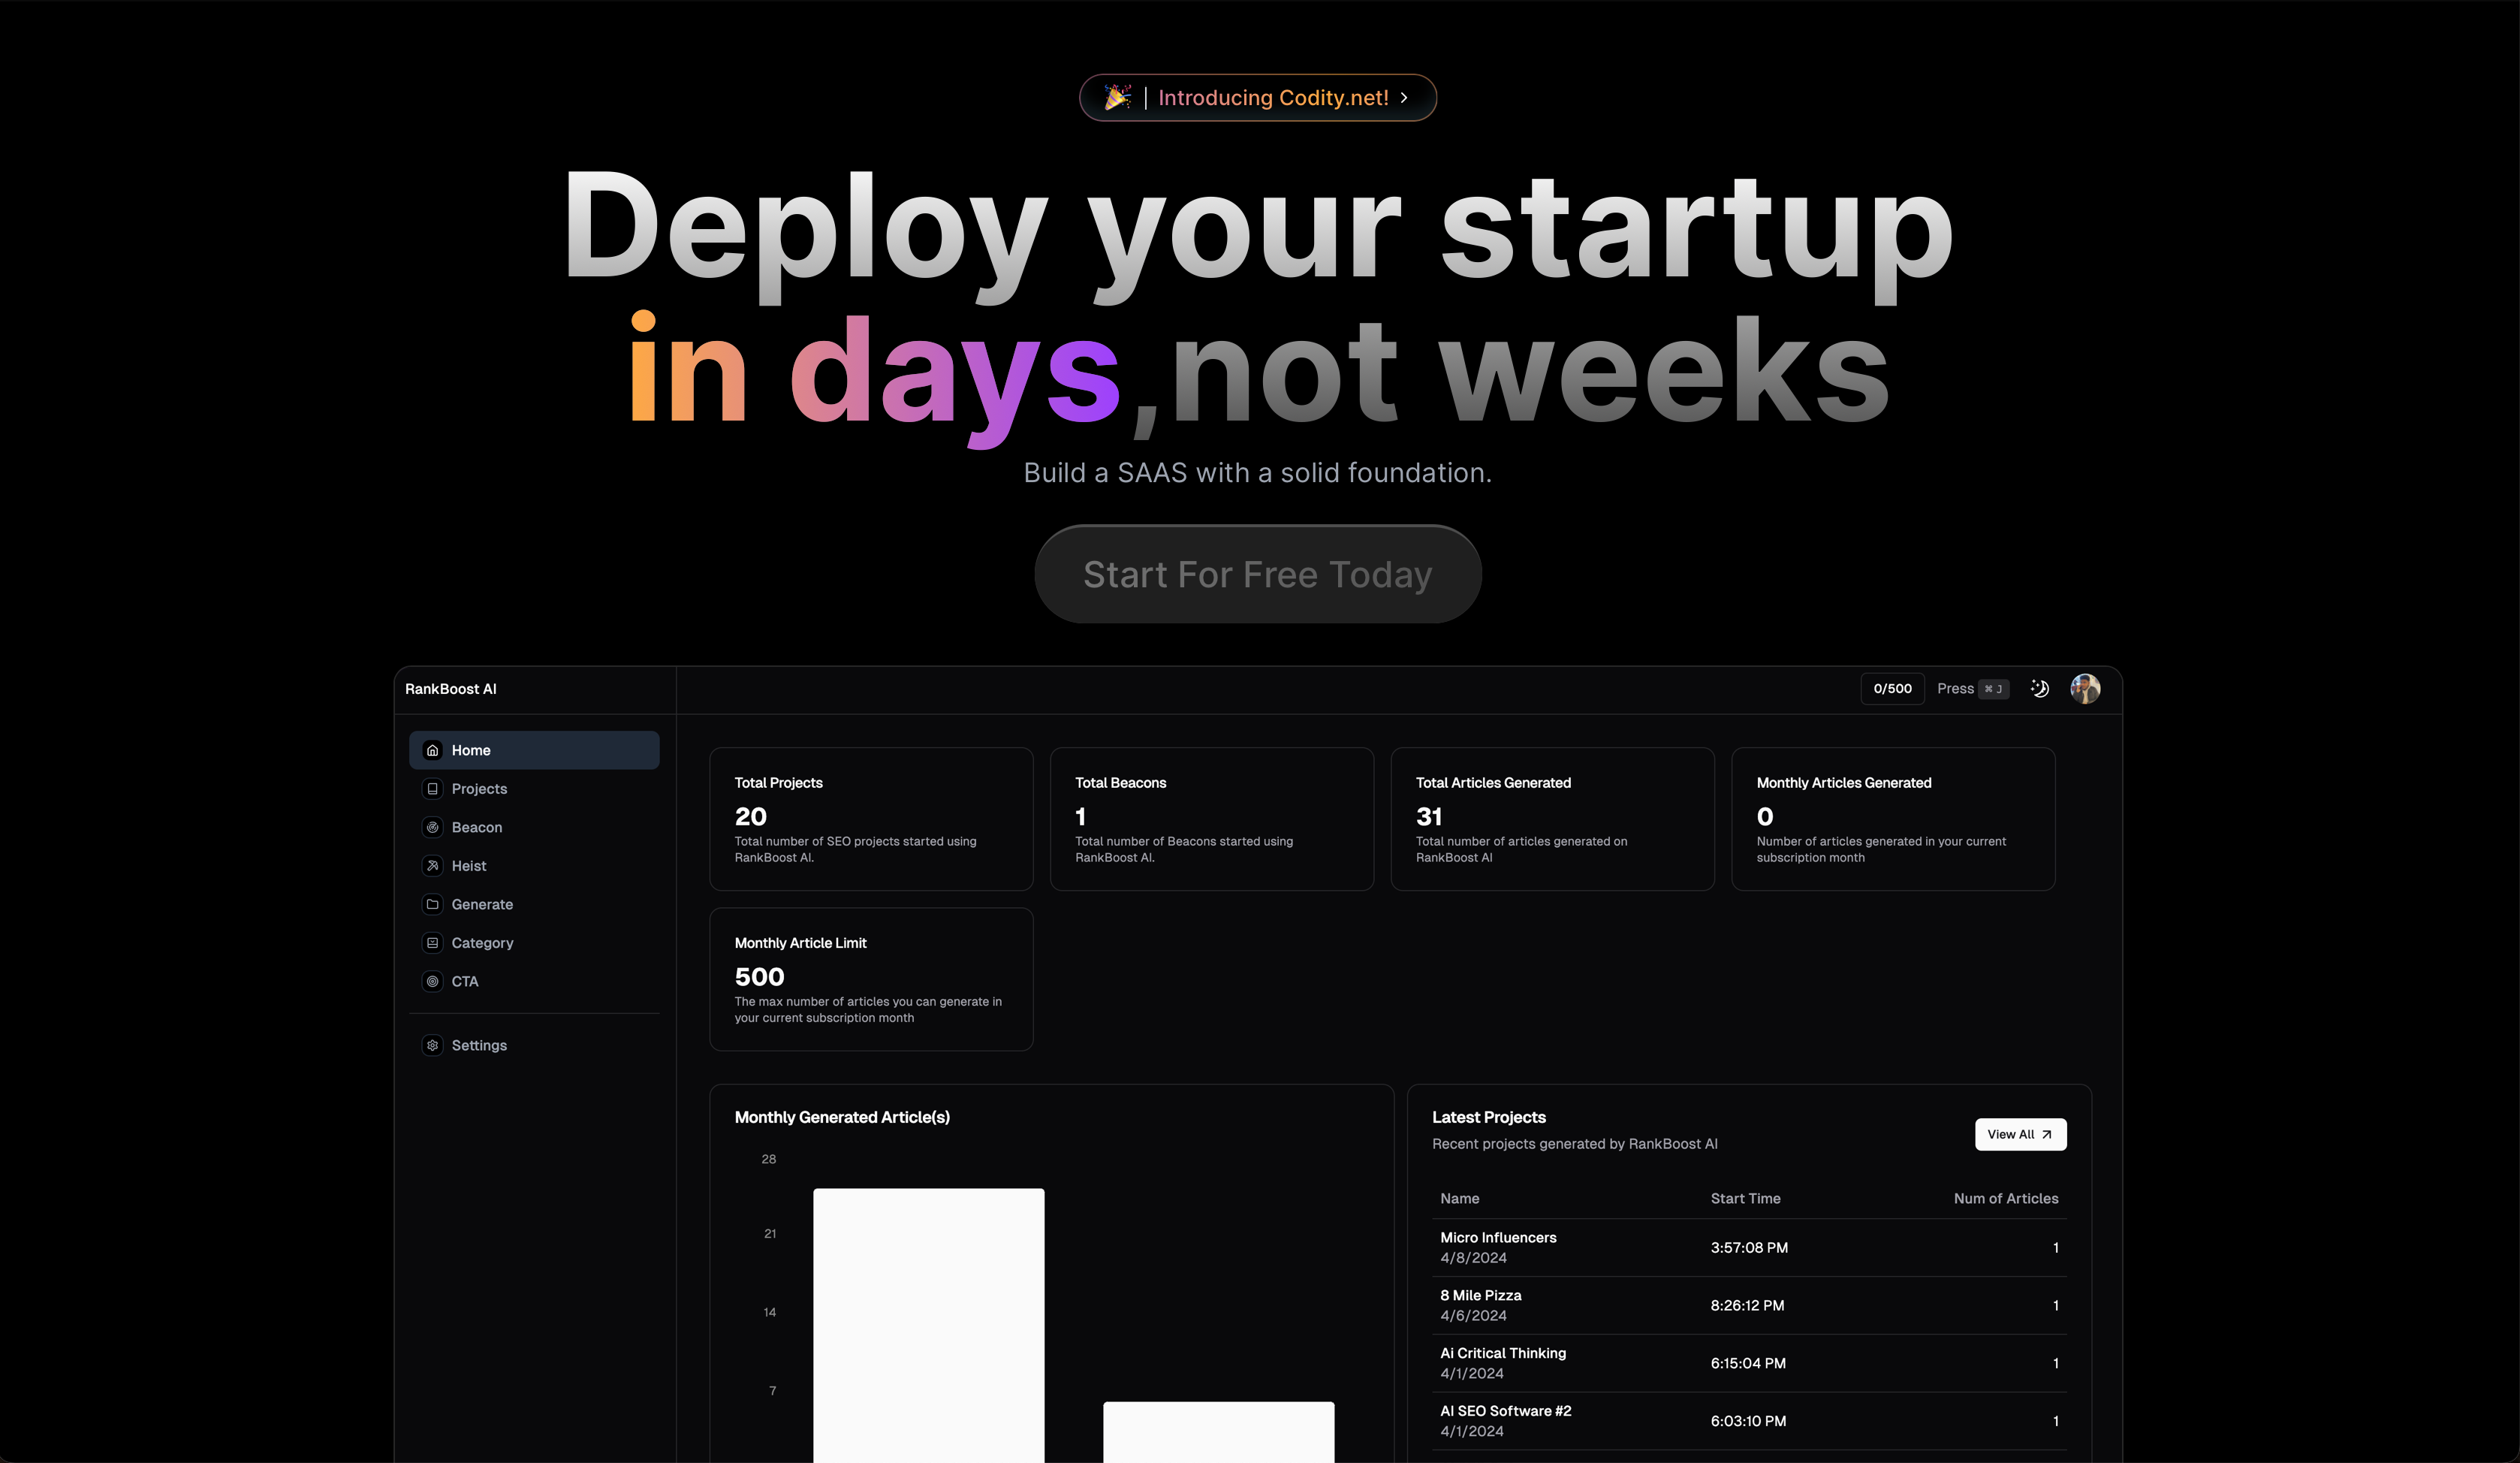 Introducing Codity.net!
Deploy your startup
in days,not weeks
Build a SAAS with a solid foundation.
Start For Free Today
RankBoost AI
0/500
Press ⌘ J
Home
Projects
Beacon
Heist
Generate
Category
CTA
Settings
Total Projects
20
Total number of SEO projects started using
RankBoost AI.
Total Beacons
1
Total number of Beacons started using
RankBoost AI.
Total Articles Generated
31
Total number of articles generated on
RankBoost AI
Monthly Articles Generated
0
Number of articles generated in your current
subscription month
Monthly Article Limit
500
The max number of articles you can generate in
your current subscription month
Monthly Generated Article(s)
28
21
14
7
Latest Projects
Recent projects generated by RankBoost AI
View All
Name Start Time Num of Articles
Micro Influencers
4/8/2024
3:57:08 PM
1
8 Mile Pizza
4/6/2024
8:26:12 PM
1
Ai Critical Thinking
4/1/2024
6:15:04 PM
1
AI SEO Software #2
4/1/2024
6:03:10 PM
1